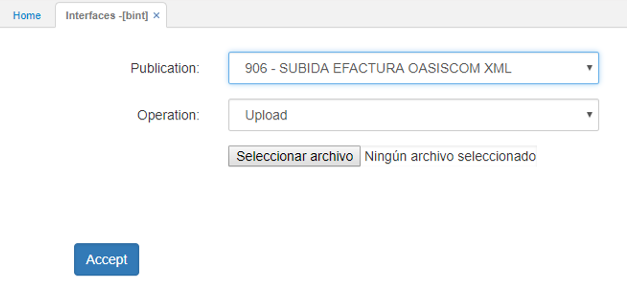 Home Interfaces -[bint] ×
Publication: 906 - SUBIDA EFACTURA OASISCOM XML
Operation: Upload
Seleccionar archivo Ningún archivo seleccionado
Accept